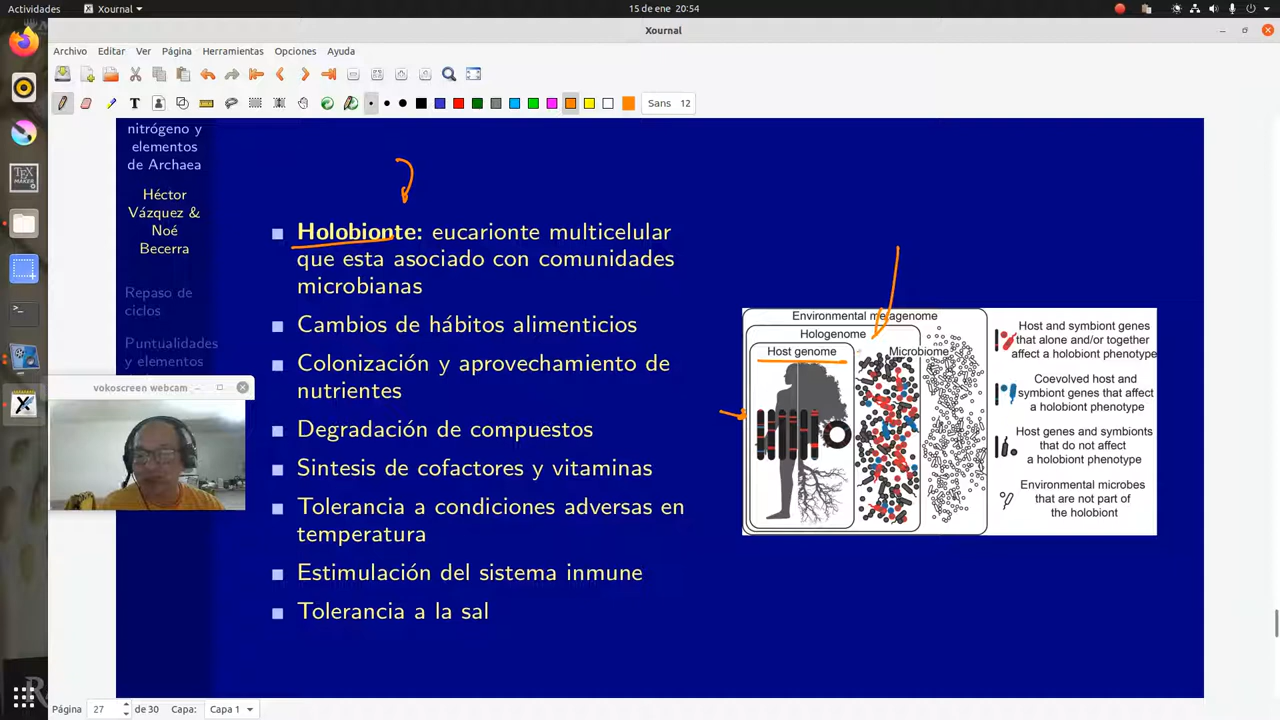 Actividades
Xournal
15 de ene 20:54
Xournal
Archivo Editar Ver Página Herramientas Opciones Ayuda
Sans 12
nitrógeno y
elementos
de Archaea
Héctor
Vázquez &
Noé
Becerra
Repaso de
ciclos
Puntualidades
y elementos
vokoscreen webcam
Holobionte: eucarionte multicelular
que esta asociado con comunidades
microbianas
Cambios de hábitos alimenticios
Colonización y aprovechamiento de
nutrientes
Degradación de compuestos
Sintesis de cofactores y vitaminas
Tolerancia a condiciones adversas en
temperatura
Estimulación del sistema inmune
Tolerancia a la sal
Environmental metagenome
Hologenome
Host genome
Microbiome
Host and symbiont genes
that alone and/or together
affect a holobiont phenotype
Coevolved host and
symbiont genes that affect
a holobiont phenotype
Host genes and symbionts
that do not affect
a holobiont phenotype
Environmental microbes
that are not part of
the holobiont
Página 27 de 30 Capa: Capa 1